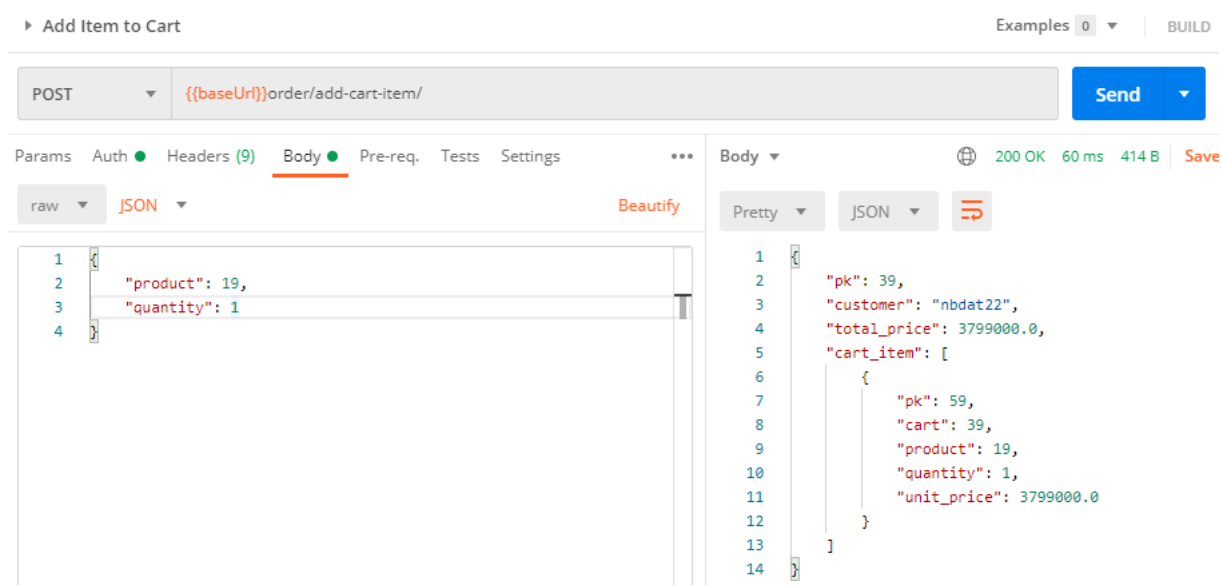 Add Item to Cart
Examples 0
BUILD
POST
{{baseUrl}}order/add-cart-item/
Send
Params Auth Headers (9) Body Pre-req. Tests Settings
raw JSON
Beautify
1 {
2 "product": 19,
3 "quantity": 1
4 }
Body
200 OK 60 ms 414 B Save
Pretty JSON
1 {
2 "pk": 39,
3 "customer": "nbdat22",
4 "total_price": 3799000.0,
5 "cart_item": [
6 {
7 "pk": 59,
8 "cart": 39,
9 "product": 19,
10 "quantity": 1,
11 "unit_price": 3799000.0
12 }
13 ]
14 }